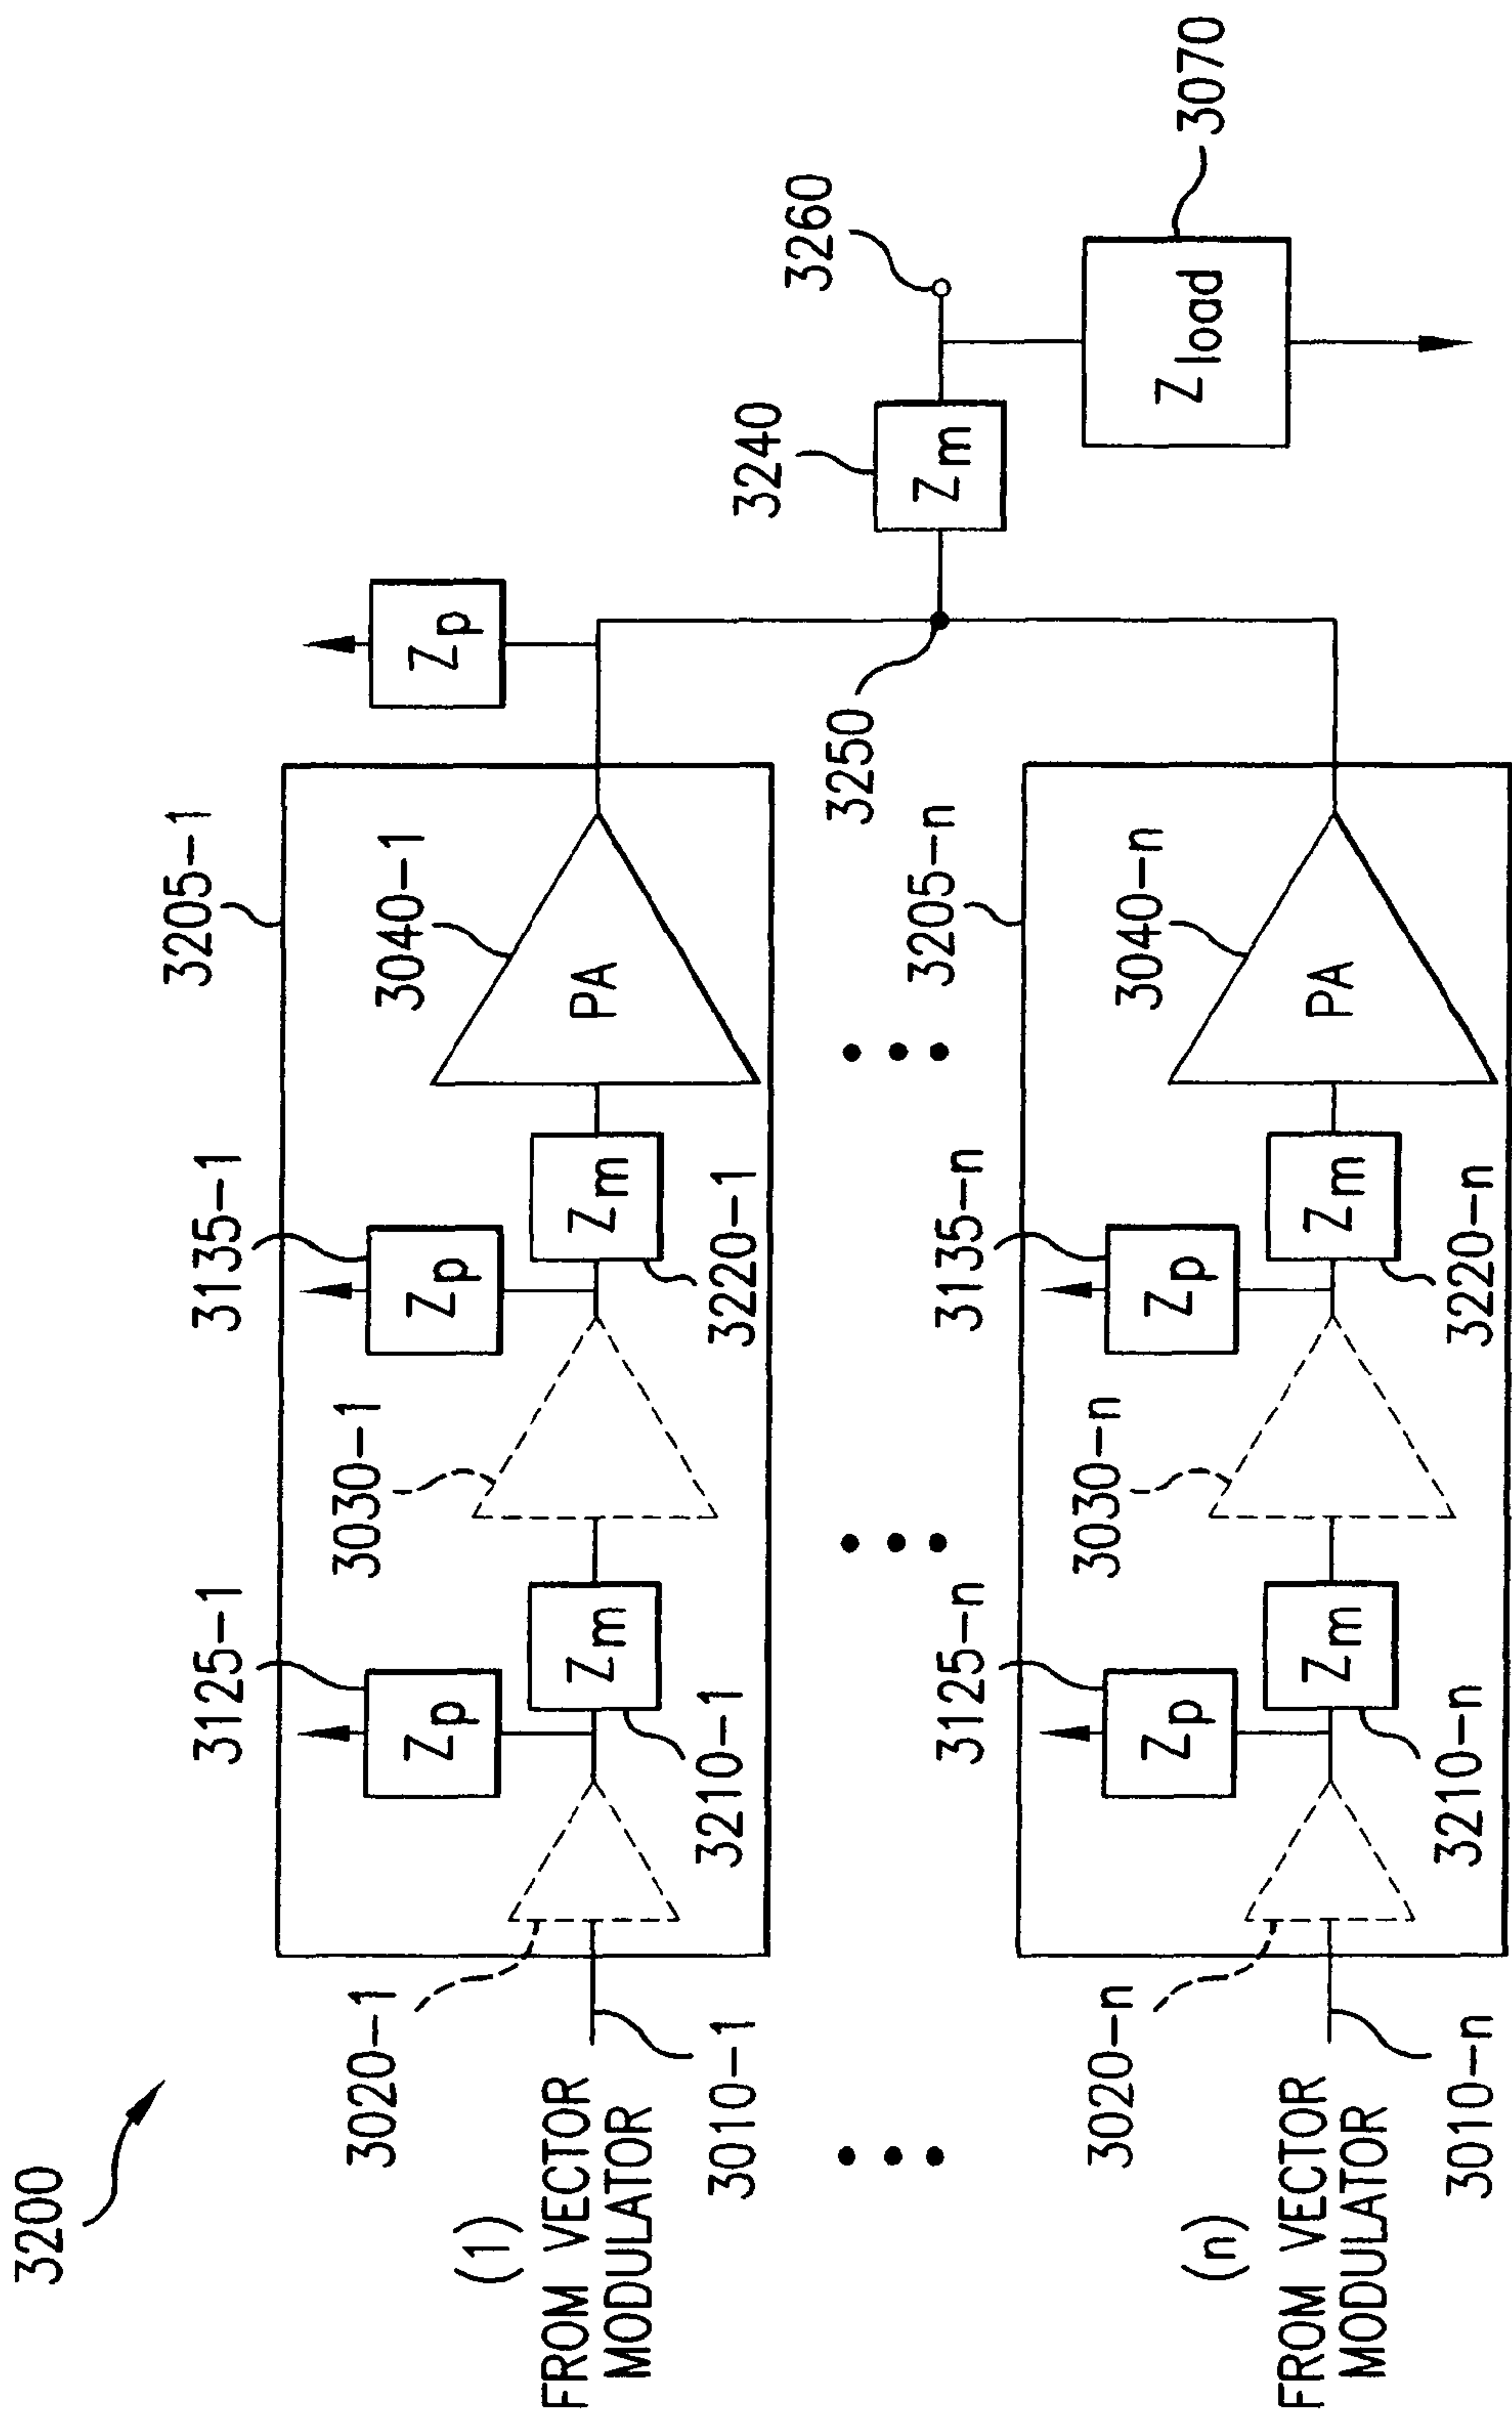 3200
(1)
FROM VECTOR
MODULATOR
3010-1
3020-1
3125-1
Zp
Zm
3210-1
3030-1
3135-1
Zp
Zm
3220-1
3040-1
PA
3205-1
Zp
3250
3240
Zm
3260
Zload
3070
(n)
FROM VECTOR
MODULATOR
3010-n
3020-n
3125-n
Zp
Zm
3210-n
3030-n
3135-n
Zp
Zm
3220-n
3040-n
PA
3205-n